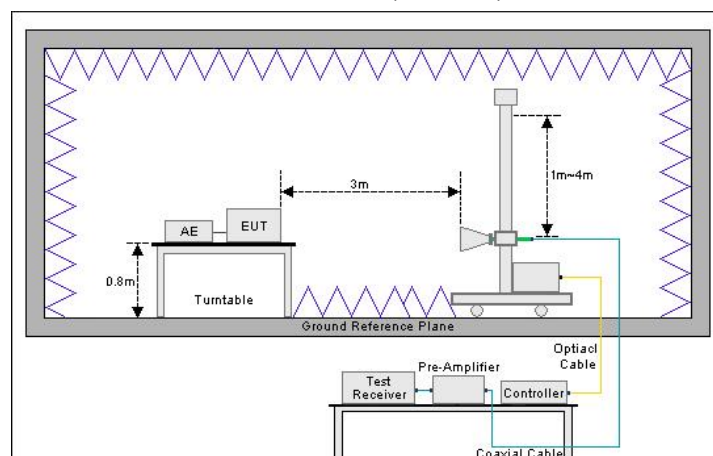 3m
1m~4m
AE
EUT
0.8m
Turntable
Ground Reference Plane
Optiacl
Cable
Pre-Amplifier
Test
Receiver
Controller
Coaxial Cable